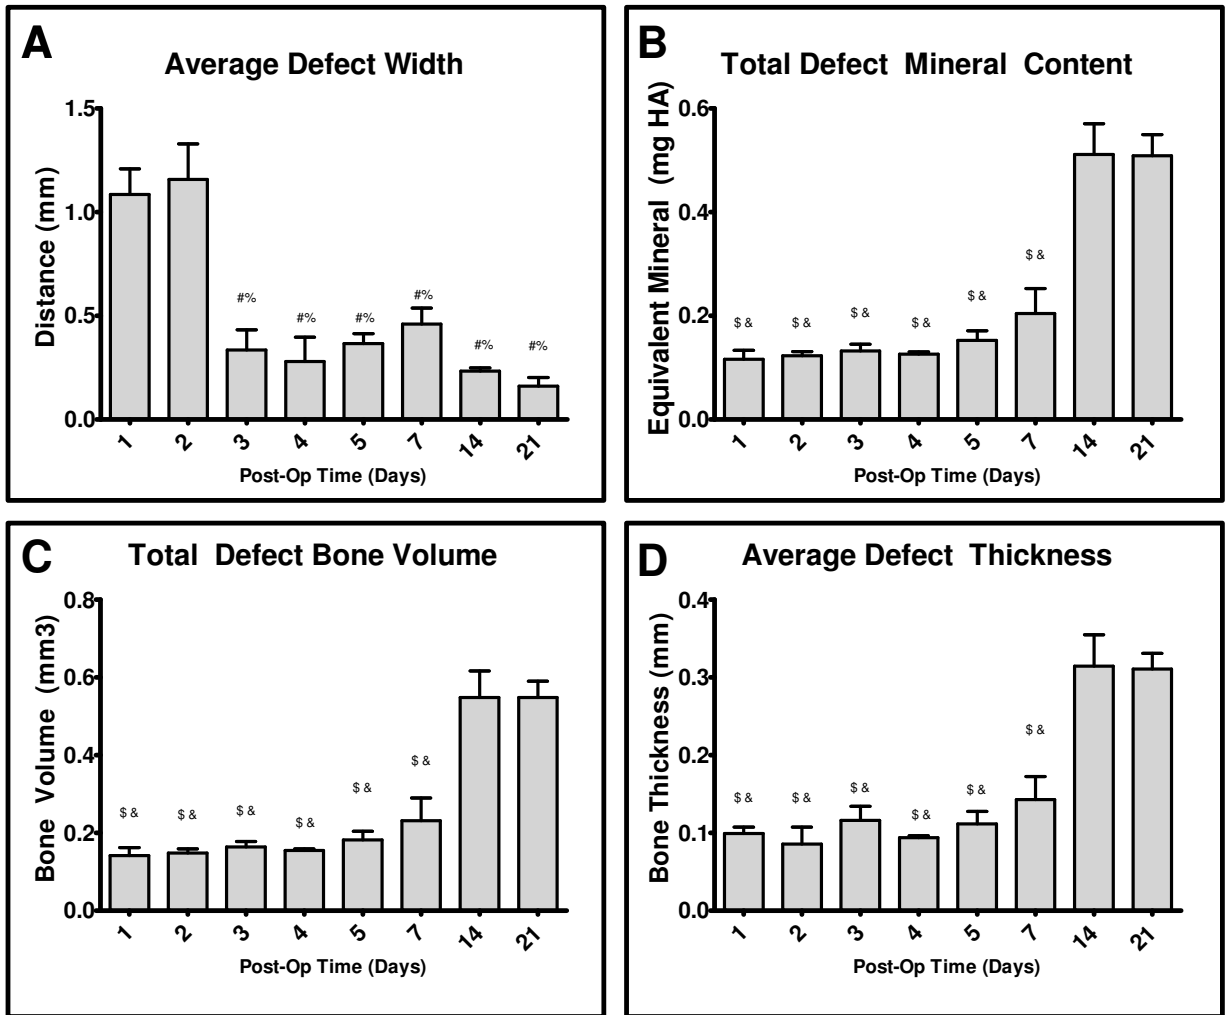 A
Average Defect Width
Distance (mm)
1.5
1.0
0.5
0.0
#%
#%
#%
#%
#%
#%
1 2 3 4 5 7 14 21
Post-Op Time (Days)
B
Total Defect Mineral Content
Equivalent Mineral (mg HA)
0.6
0.4
0.2
0.0
$ &
$ &
$ &
$ &
$ &
$ &
1 2 3 4 5 7 14 21
Post-Op Time (Days)
C
Total Defect Bone Volume
Bone Volume (mm3)
0.8
0.6
0.4
0.2
0.0
$ &
$ &
$ &
$ &
$ &
$ &
1 2 3 4 5 7 14 21
Post-Op Time (Days)
D
Average Defect Thickness
Bone Thickness (mm)
0.4
0.3
0.2
0.1
0.0
$ &
$ &
$ &
$ &
$ &
$ &
1 2 3 4 5 7 14 21
Post-Op Time (Days)